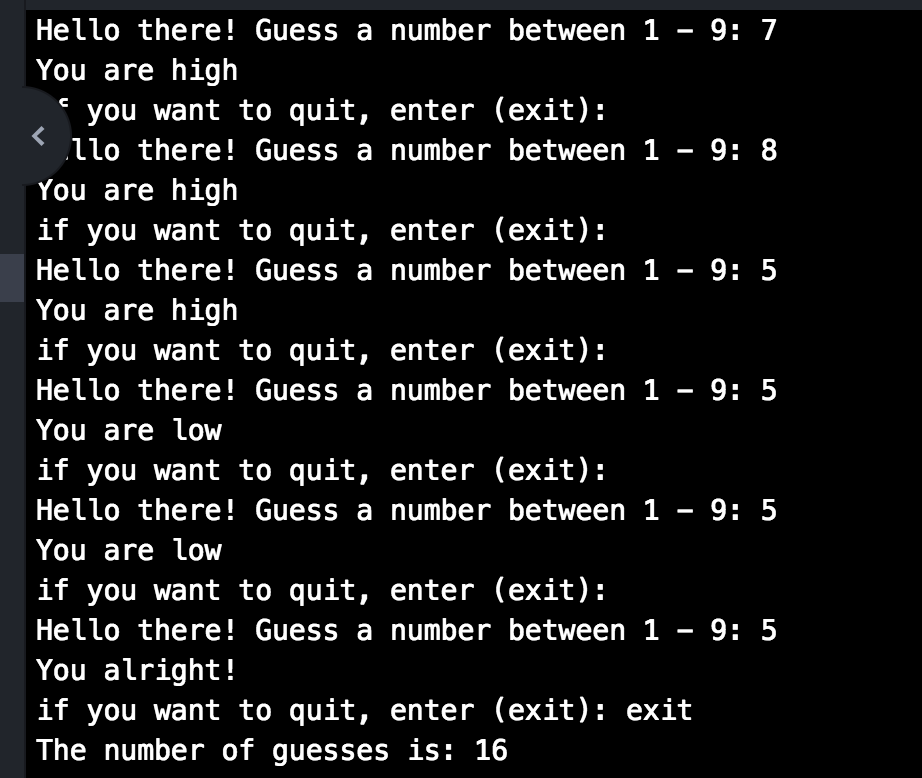 Hello there! Guess a number between 1 – 9: 7
You are high
f you want to quit, enter (exit):
llo there! Guess a number between 1 – 9: 8
You are high
if you want to quit, enter (exit):
Hello there! Guess a number between 1 – 9: 5
You are high
if you want to quit, enter (exit):
Hello there! Guess a number between 1 – 9: 5
You are low
if you want to quit, enter (exit):
Hello there! Guess a number between 1 – 9: 5
You are low
if you want to quit, enter (exit):
Hello there! Guess a number between 1 – 9: 5
You alright!
if you want to quit, enter (exit): exit
The number of guesses is: 16